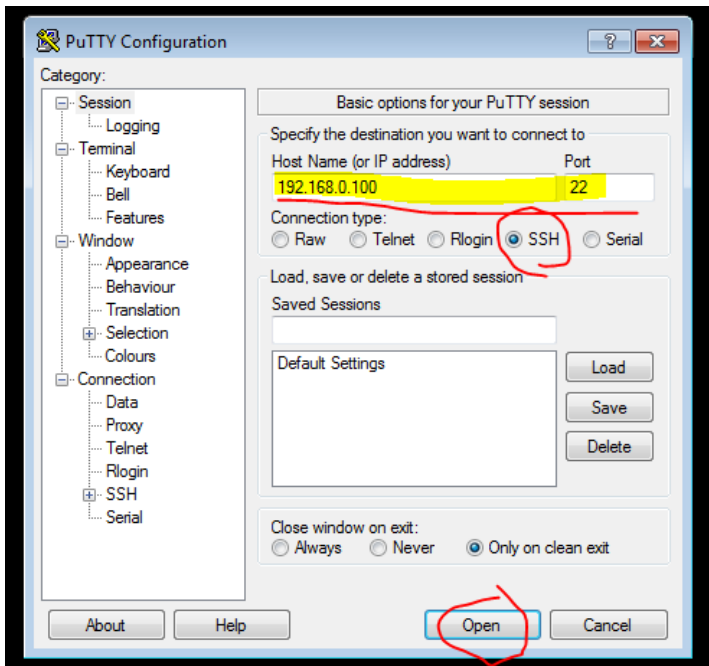 PuTTY Configuration
Category:
Session
Logging
Terminal
Keyboard
Bell
Features
Window
Appearance
Behaviour
Translation
Selection
Colours
Connection
Data
Proxy
Telnet
Rlogin
SSH
Serial
Basic options for your PuTTY session
Specify the destination you want to connect to
Host Name (or IP address) Port
192.168.0.100 22
Connection type:
Raw Telnet Rlogin SSH Serial
Load, save or delete a stored session
Saved Sessions
Default Settings
Load
Save
Delete
Close window on exit:
Always Never Only on clean exit
About Help Open Cancel